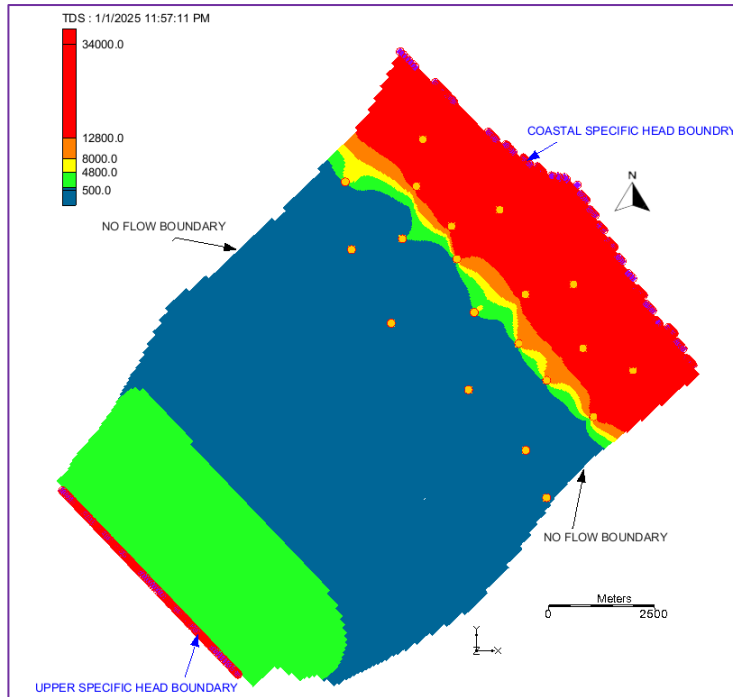 TDS : 1/1/2025 11:57:11 PM
34000.0
12800.0
8000.0
4800.0
500.0
COASTAL SPECIFIC HEAD BOUNDRY
N
NO FLOW BOUNDARY
NO FLOW BOUNDARY
Meters
0 2500
Y
Z X
UPPER SPECIFIC HEAD BOUNDARY